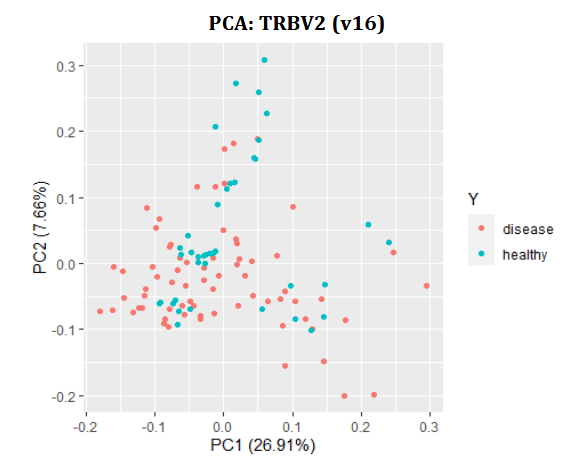 PCA: TRBV2 (v16)
0.3
0.2
0.1
0.0
-0.1
-0.2
PC2 (7.66%)
-0.2 -0.1 0.0 0.1 0.2 0.3
PC1 (26.91%)
Y
disease
healthy